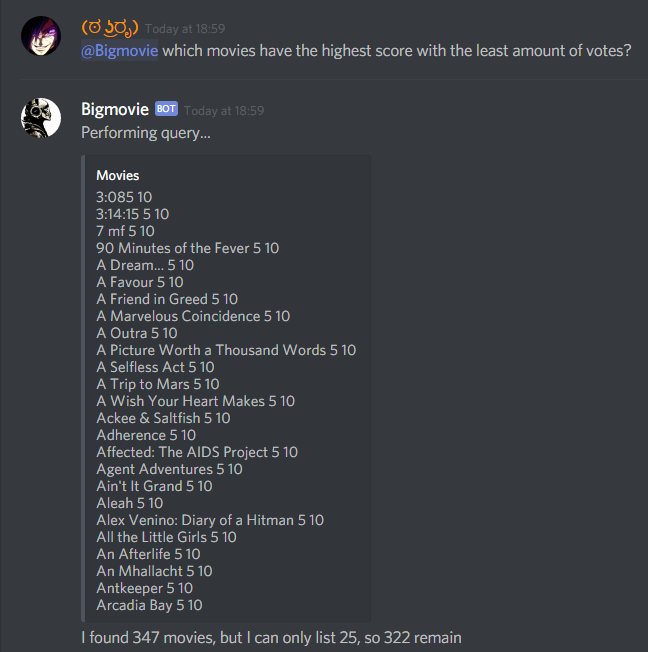 (ಠ ʖ̯ ಠೃ) Today at 18:59
@Bigmovie which movies have the highest score with the least amount of votes?
Bigmovie BOT Today at 18:59
Performing query...
Movies
3:085 10
3:14:15 5 10
7 mf 5 10
90 Minutes of the Fever 5 10
A Dream... 5 10
A Favour 5 10
A Friend in Greed 5 10
A Marvelous Coincidence 5 10
A Outra 5 10
A Picture Worth a Thousand Words 5 10
A Selfless Act 5 10
A Trip to Mars 5 10
A Wish Your Heart Makes 5 10
Ackee & Saltfish 5 10
Adherence 5 10
Affected: The AIDS Project 5 10
Agent Adventures 5 10
Ain't It Grand 5 10
Aleah 5 10
Alex Venino: Diary of a Hitman 5 10
All the Little Girls 5 10
An Afterlife 5 10
An Mhallacht 5 10
Antkeeper 5 10
Arcadia Bay 5 10
I found 347 movies, but I can only list 25, so 322 remain